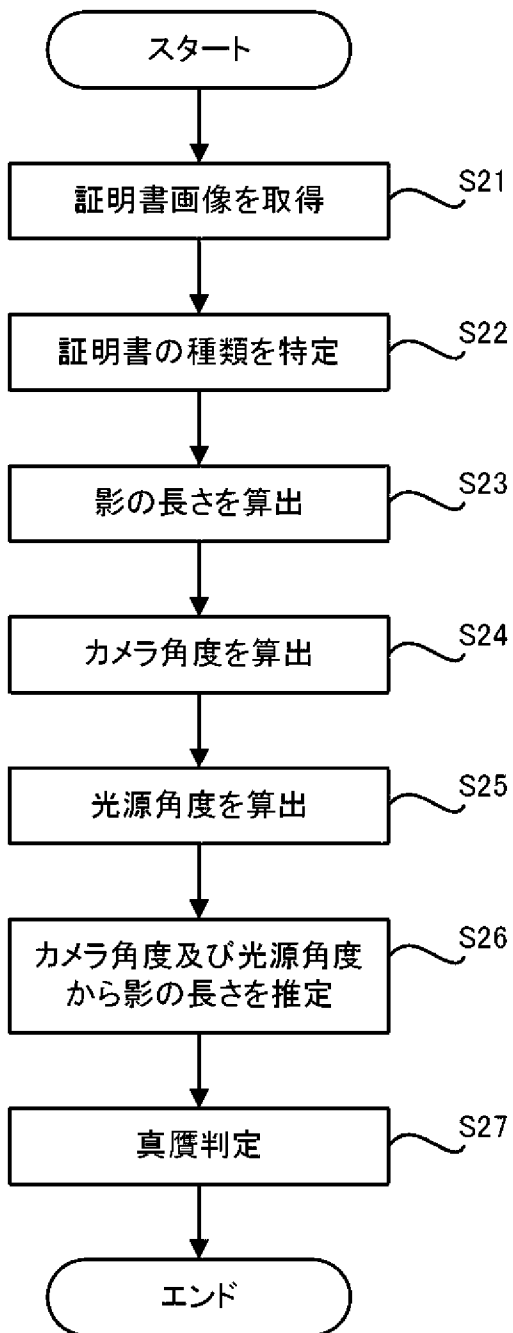 スタート
証明書画像を取得
S21
証明書の種類を特定
S22
影の長さを算出
S23
カメラ角度を算出
S24
光源角度を算出
S25
カメラ角度及び光源角度
から影の長さを推定
S26
真贋判定
S27
エンド